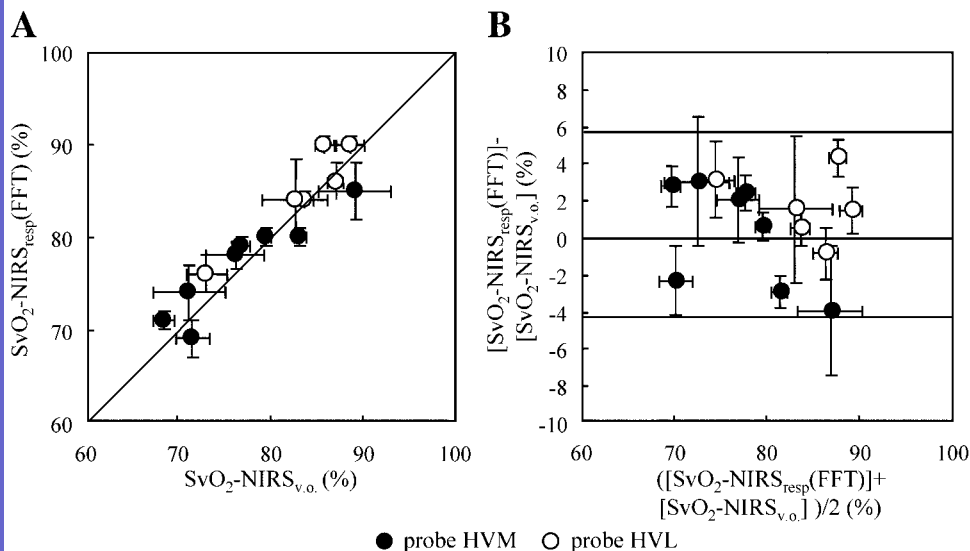 A
100
90
80
70
60
SvO₂-NIRSresp(FFT) (%)
60 70 80 90 100
SvO₂-NIRSv.o. (%)
B
10
8
6
4
2
0
-2
-4
-6
-8
-10
[SvO₂-NIRSresp(FFT)]-
[SvO₂-NIRSv.o.] (%)
60 70 80 90 100
([SvO₂-NIRSresp(FFT)]+
[SvO₂-NIRSv.o.] )/2 (%)
probe HVM probe HVL